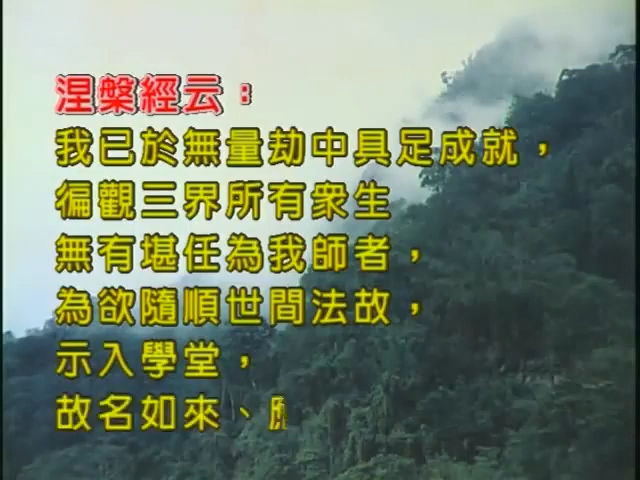 涅槃經云：
我已於無量劫中具足成就，
徧觀三界所有衆生
無有堪任為我師者，
為欲隨順世間法故，
示入學堂，
故名如來、